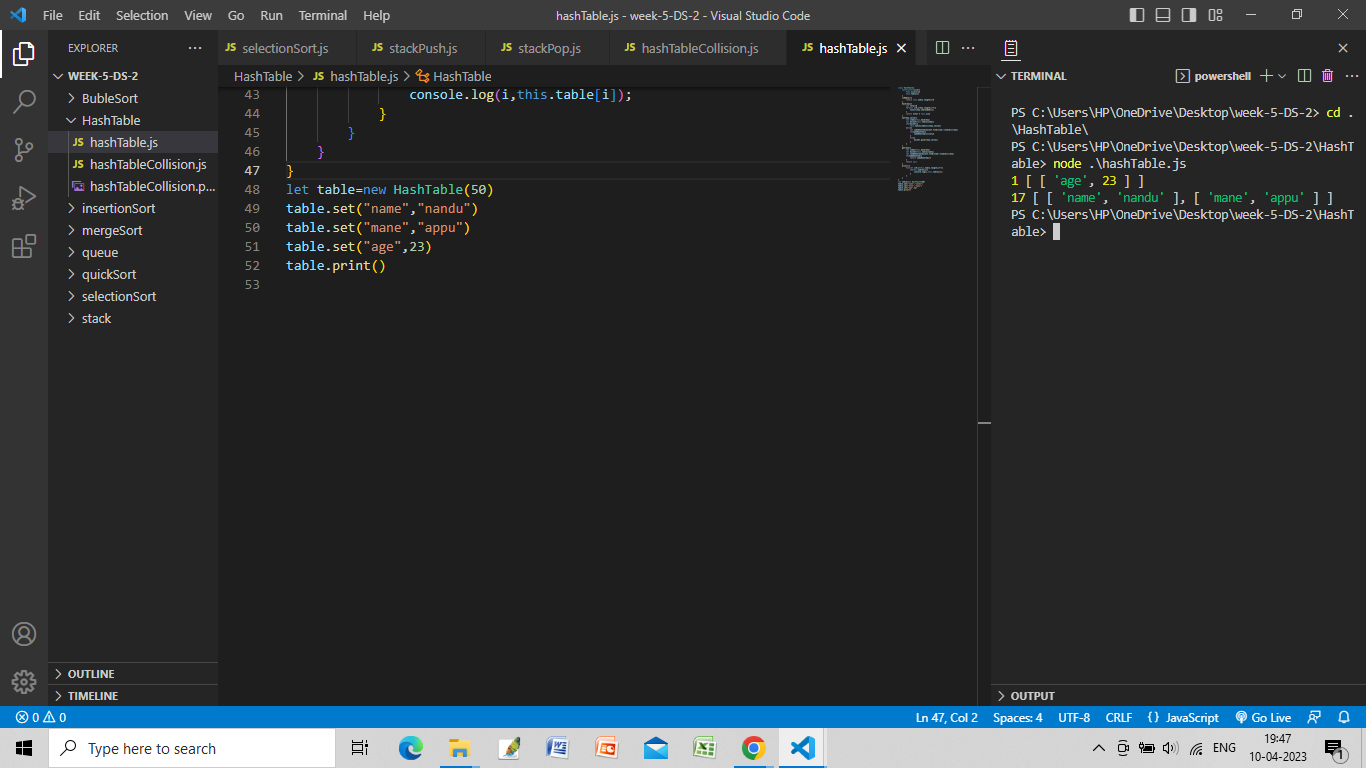 File Edit Selection View Go Run Terminal Help
hashTable.js - week-5-DS-2 - Visual Studio Code
EXPLORER
WEEK-5-DS-2
BubleSort
HashTable
JS hashTable.js
JS hashTableCollision.js
hashTableCollision.p...
insertionSort
mergeSort
queue
quickSort
selectionSort
stack
OUTLINE
TIMELINE
JS selectionSort.js JS stackPush.js JS stackPop.js JS hashTableCollision.js JS hashTable.js
HashTable > JS hashTable.js > HashTable
43 console.log(i,this.table[i]);
44 }
45 }
46 }
47 }
48 let table=new HashTable(50)
49 table.set("name","nandu")
50 table.set("mane","appu")
51 table.set("age",23)
52 table.print()
53
TERMINAL
powershell
PS C:\Users\HP\OneDrive\Desktop\week-5-DS-2> cd .
\HashTable\
PS C:\Users\HP\OneDrive\Desktop\week-5-DS-2\HashT
able> node .\hashTable.js
1 [ [ 'age', 23 ] ]
17 [ [ 'name', 'nandu' ], [ 'mane', 'appu' ] ]
PS C:\Users\HP\OneDrive\Desktop\week-5-DS-2\HashT
able>
OUTPUT
0 0
Ln 47, Col 2 Spaces: 4 UTF-8 CRLF {} JavaScript Go Live
Type here to search
ENG
19:47
10-04-2023
1